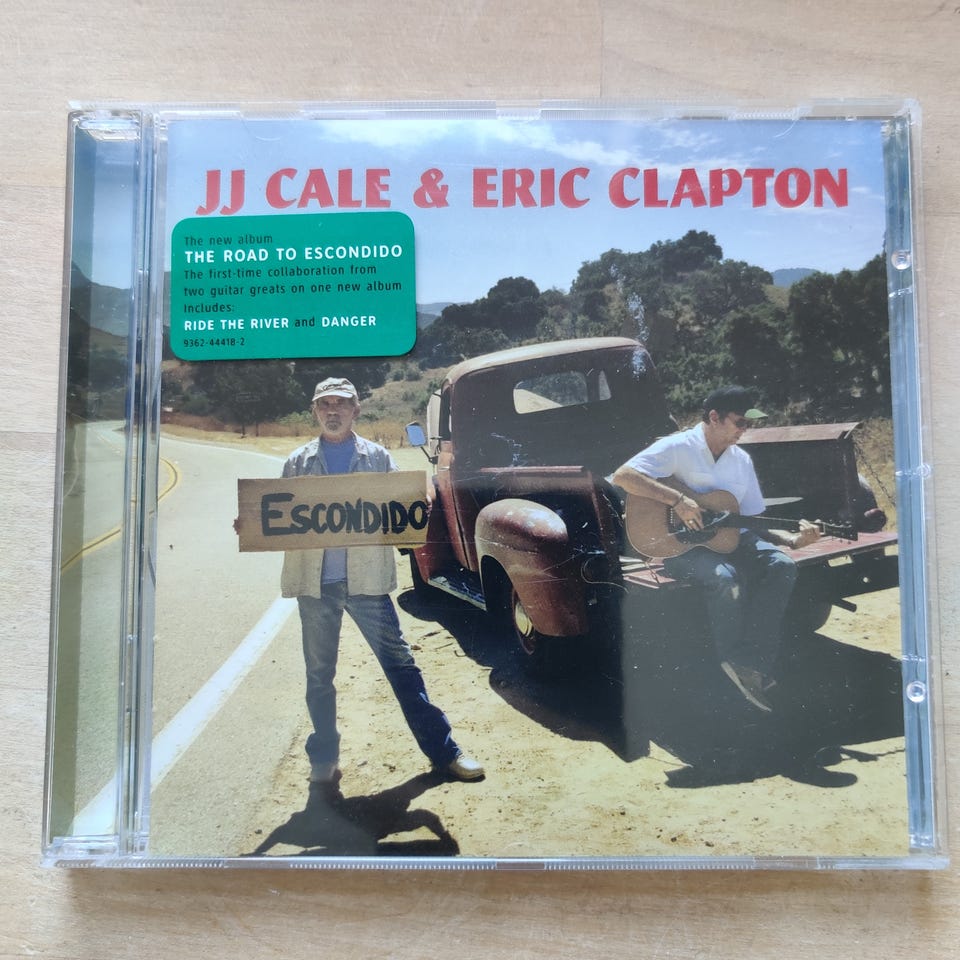 JJ CALE & ERIC CLAPTON
The new album
THE ROAD TO ESCONDIDO
The first-time collaboration from
two guitar greats on one new album
Includes:
RIDE THE RIVER and DANGER
9362-44418-2
ESCONDIDO